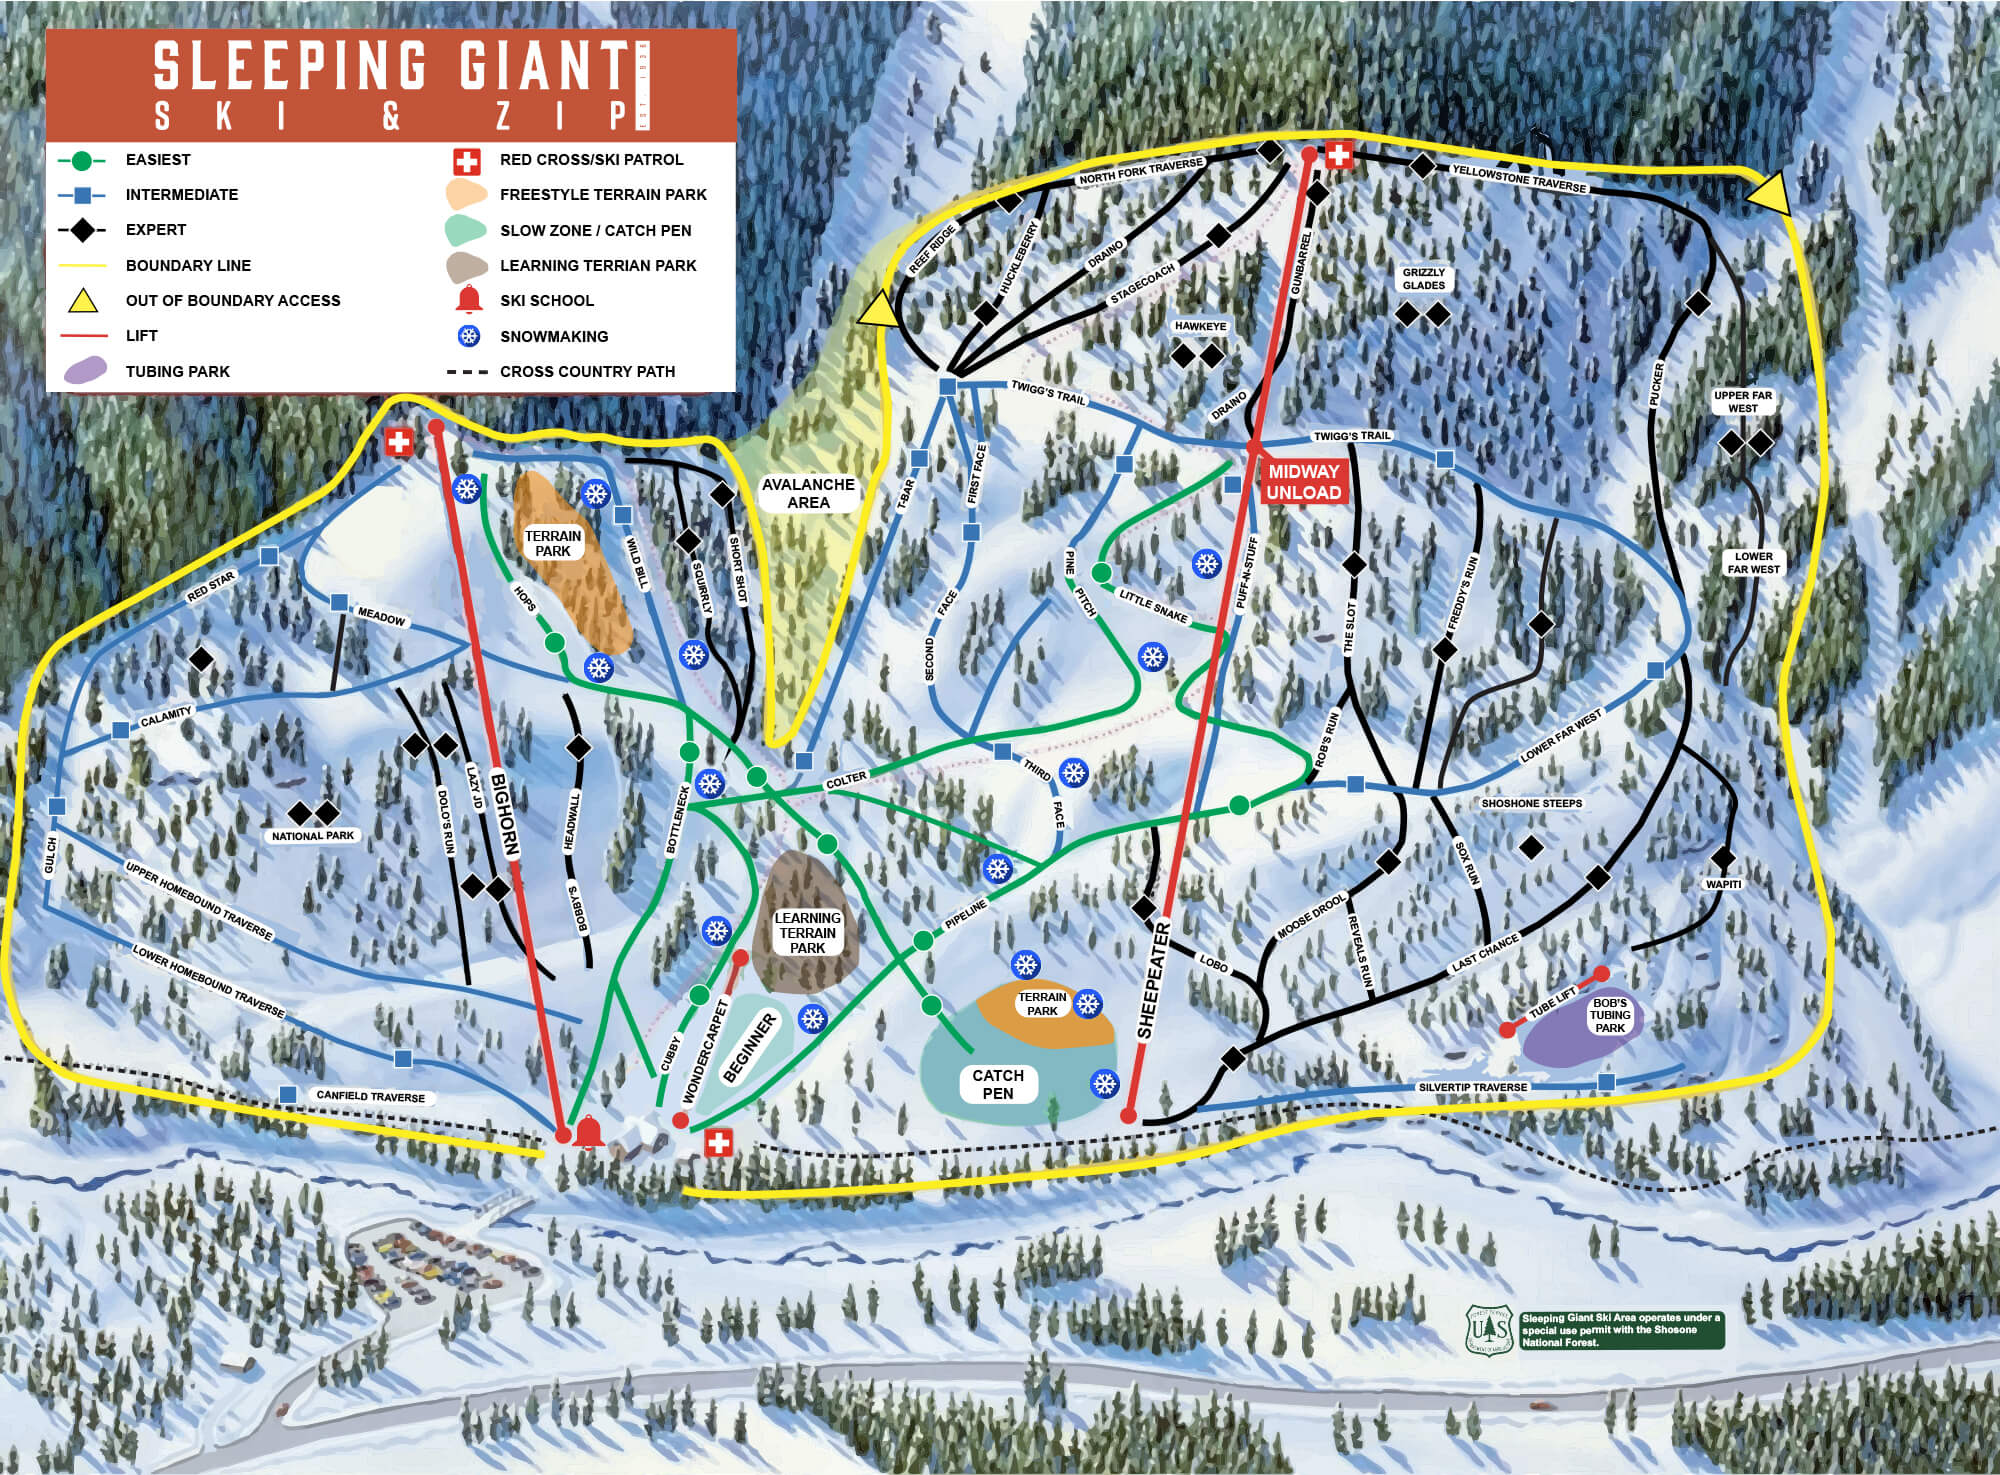 SLEEPING GIANT
EST. 1936
SKI & ZIP
EASIEST
INTERMEDIATE
EXPERT
BOUNDARY LINE
OUT OF BOUNDARY ACCESS
LIFT
TUBING PARK
RED CROSS/SKI PATROL
FREESTYLE TERRAIN PARK
SLOW ZONE / CATCH PEN
LEARNING TERRIAN PARK
SKI SCHOOL
SNOWMAKING
CROSS COUNTRY PATH
NORTH FORK TRAVERSE
YELLOWSTONE TRAVERSE
REEF RIDGE
HUCKLEBERRY
DRAINO
STAGECOACH
GUNBARREL
GRIZZLY
GLADES
HAWKEYE
TWIGG'S TRAIL
DRAINO
TWIGG'S TRAIL
PUCKER
UPPER FAR
WEST
MIDWAY
UNLOAD
AVALANCHE
AREA
T-BAR
FIRST FACE
TERRAIN
PARK
WILD BILL
SQUIRRLY
SHORT SHOT
HOPS
RED STAR
MEADOW
PINE
PITCH
LITTLE SNAKE
PUFF-N-STUFF
THE SLOT
FREDDY'S RUN
LOWER
FAR WEST
SECOND
FACE
CALAMITY
ROB'S RUN
LOWER FAR WEST
COLTER
THIRD
FACE
SHOSHONE STEEPS
NATIONAL PARK
DOLO'S RUN
LAZY JD
BIGHORN
HEADWALL
BOBBY'S
BOTTLENECK
GULCH
UPPER HOMEBOUND TRAVERSE
LOWER HOMEBOUND TRAVERSE
SOX RUN
WAPITI
LEARNING
TERRAIN
PARK
PIPELINE
MOOSE DROOL
REVEALS RUN
LAST CHANCE
LOBO
SHEEPEATER
TERRAIN
PARK
TUBE LIFT
BOB'S
TUBING
PARK
CUBBY
WONDERCARPET
BEGINNER
CATCH
PEN
SILVERTIP TRAVERSE
CANFIELD TRAVERSE
US
Sleeping Giant Ski Area operates under a
special use permit with the Shosone
National Forest.